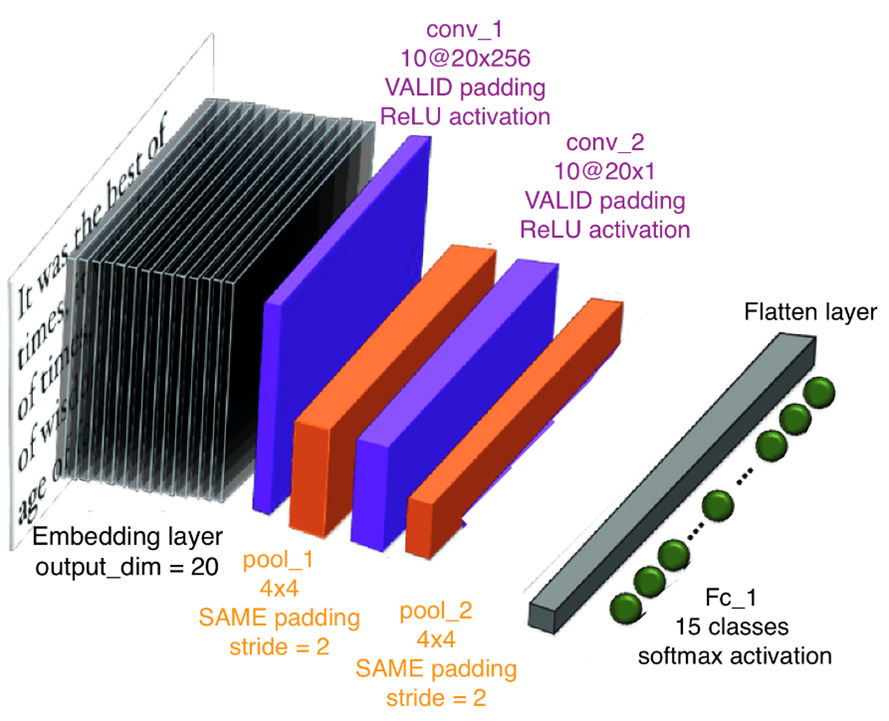 conv_1
10@20x256
VALID padding
ReLU activation
conv_2
10@20x1
VALID padding
ReLU activation
It was the best of
times, it
of times
of wisdo
age of
Embedding layer
output_dim = 20
pool_1
4x4
SAME padding
stride = 2
pool_2
4x4
SAME padding
stride = 2
Flatten layer
Fc_1
15 classes
softmax activation